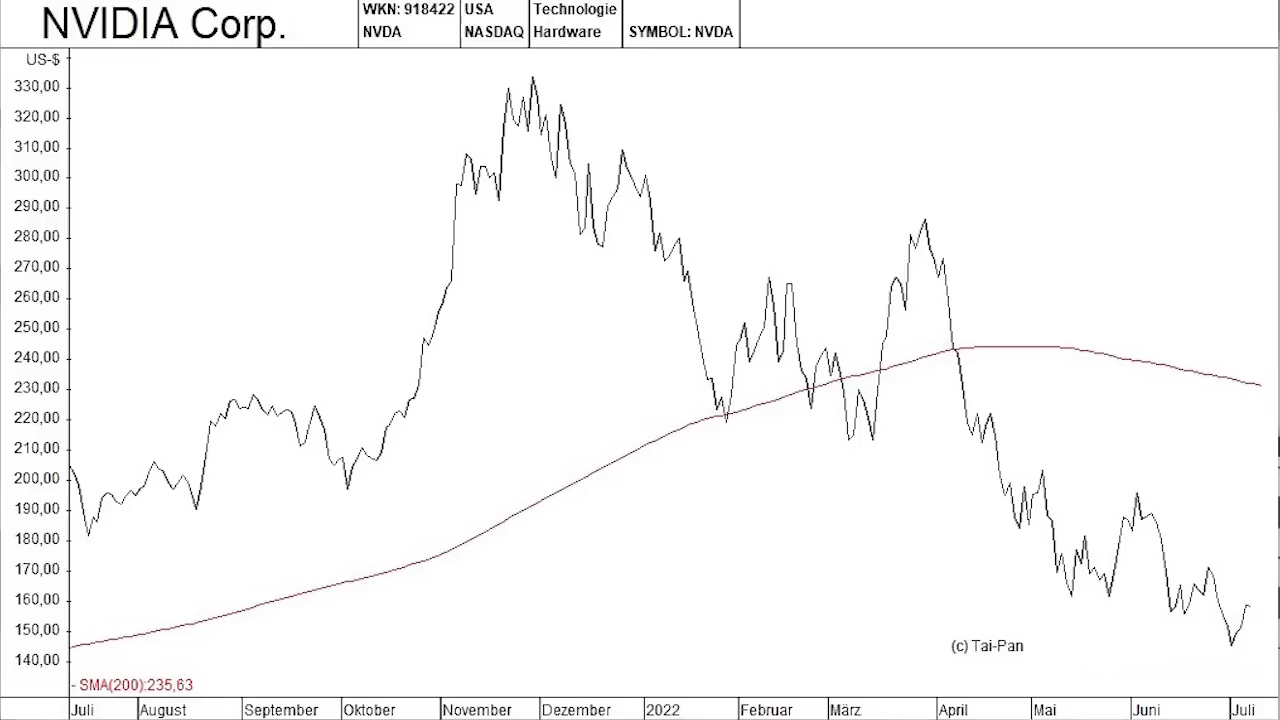 NVIDIA Corp.
WKN: 918422
NVDA
USA
NASDAQ
Technologie
Hardware
SYMBOL: NVDA
US-$
330,00
320,00
310,00
300,00
290,00
280,00
270,00
260,00
250,00
240,00
230,00
220,00
210,00
200,00
190,00
180,00
170,00
160,00
150,00
140,00
(c) Tai-Pan
- SMA(200):235,63
Juli August September Oktober November Dezember 2022 Februar März April Mai Juni Juli